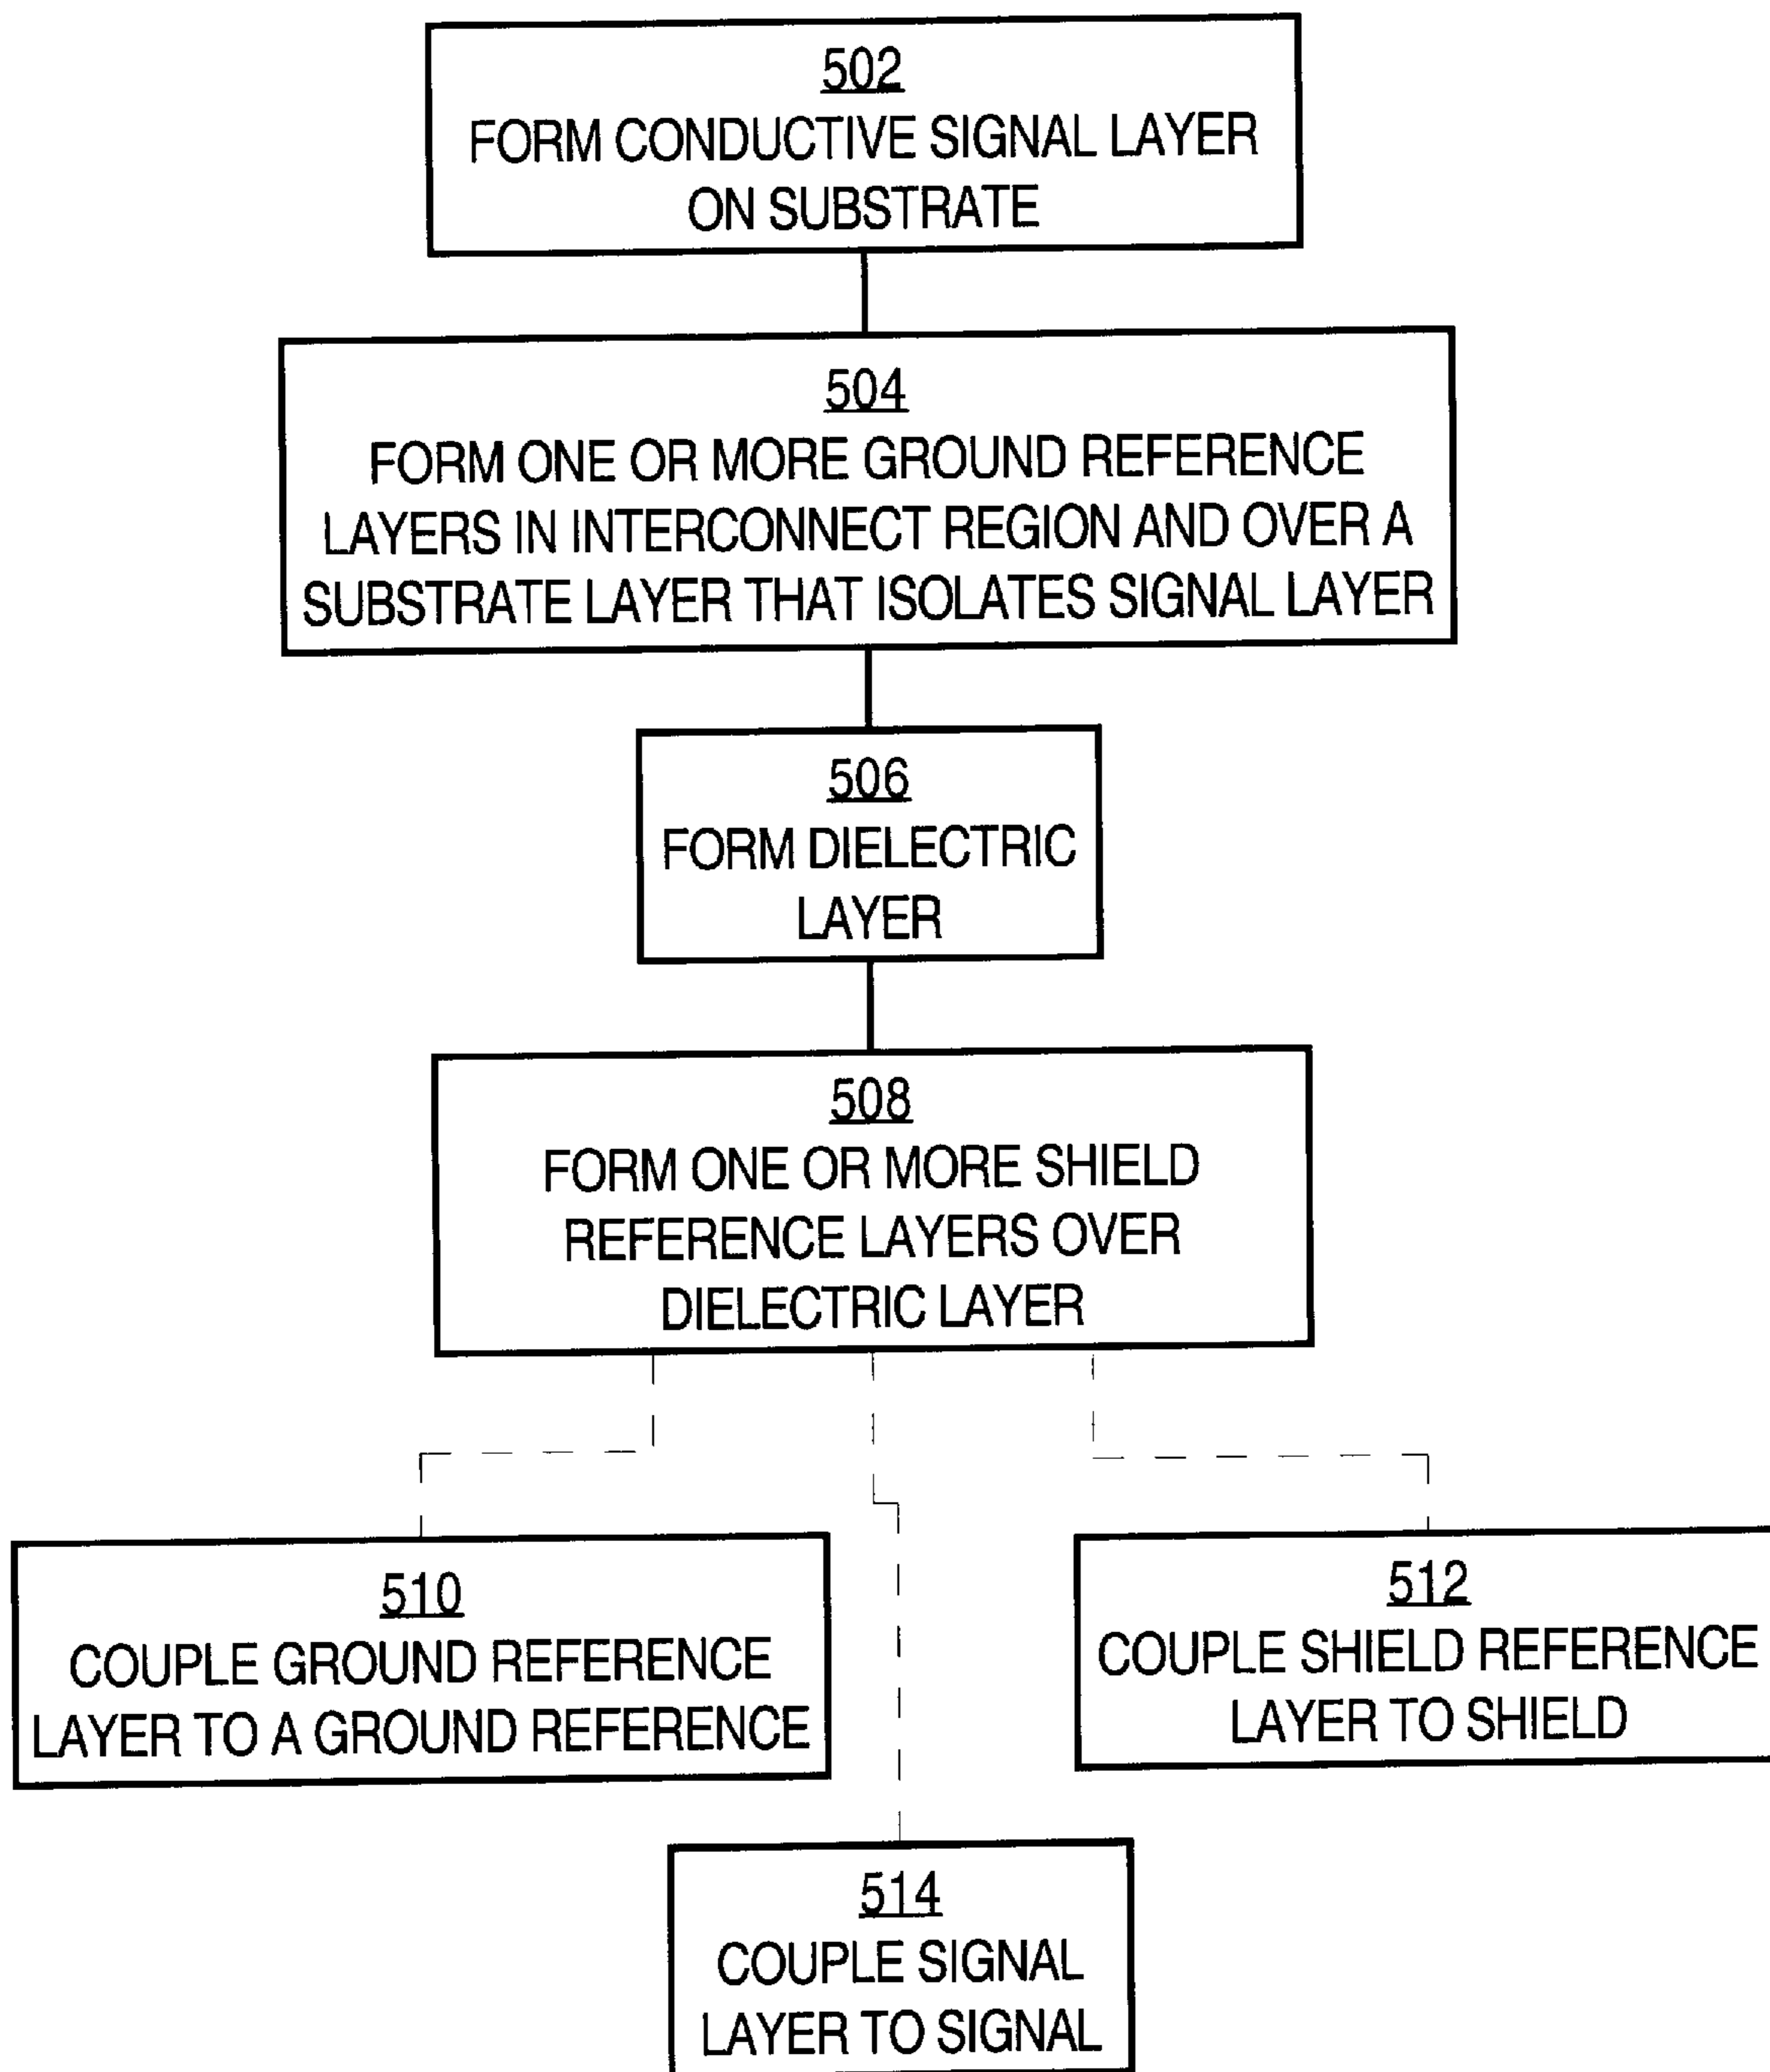 502
FORM CONDUCTIVE SIGNAL LAYER
ON SUBSTRATE
504
FORM ONE OR MORE GROUND REFERENCE
LAYERS IN INTERCONNECT REGION AND OVER A
SUBSTRATE LAYER THAT ISOLATES SIGNAL LAYER
506
FORM DIELECTRIC
LAYER
508
FORM ONE OR MORE SHIELD
REFERENCE LAYERS OVER
DIELECTRIC LAYER
510
COUPLE GROUND REFERENCE
LAYER TO A GROUND REFERENCE
512
COUPLE SHIELD REFERENCE
LAYER TO SHIELD
514
COUPLE SIGNAL
LAYER TO SIGNAL